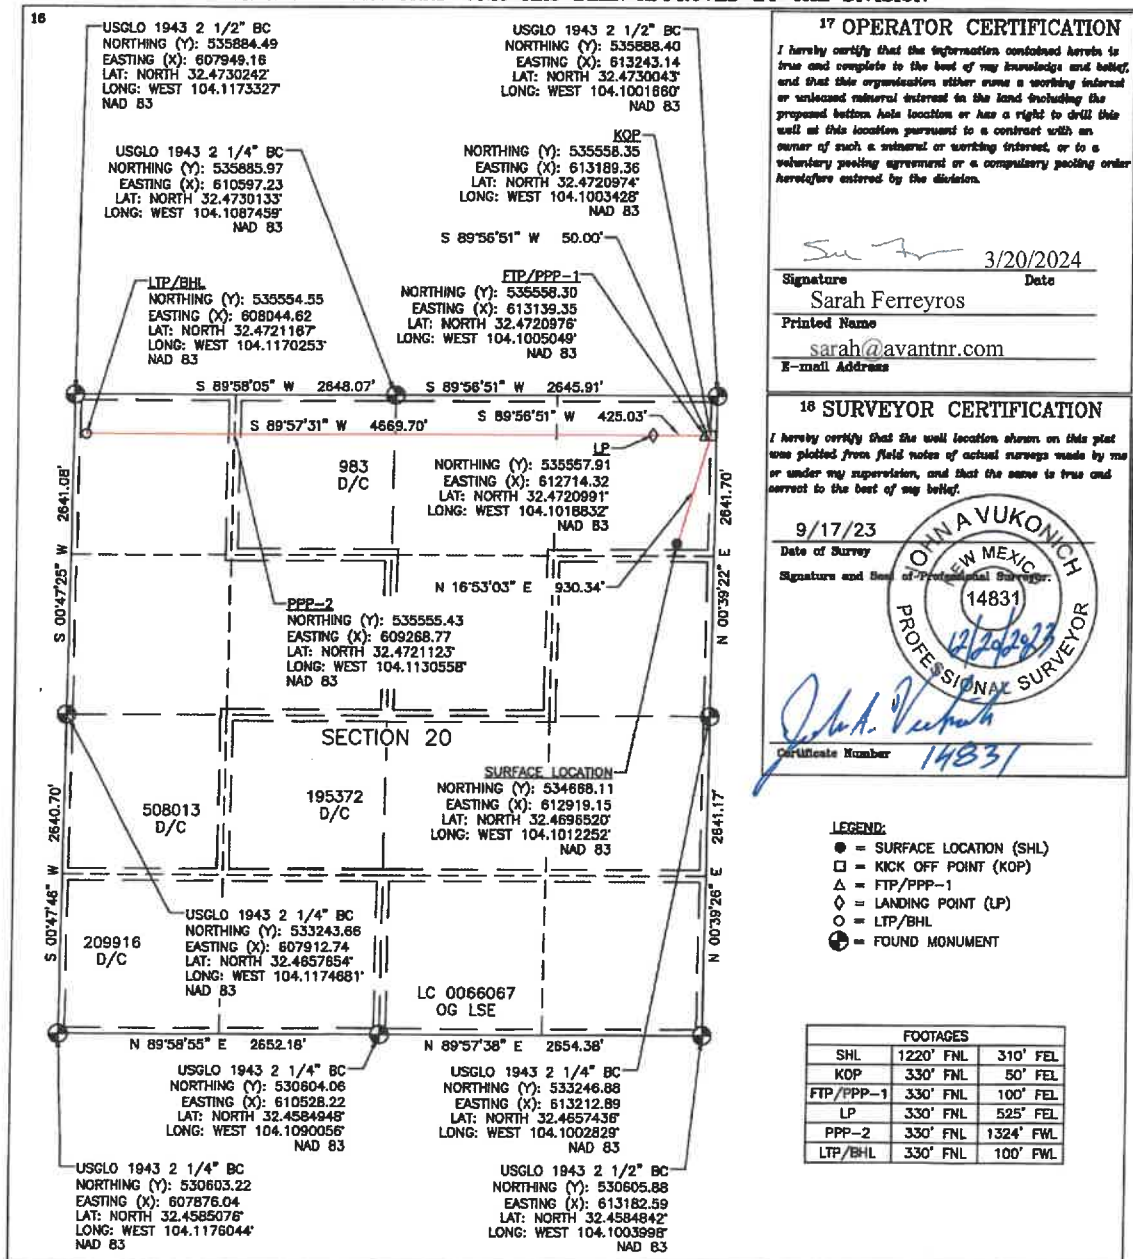 16
USGLO 1943 2 1/2" BC
NORTHING (Y): 535884.49
EASTING (X): 607949.16
LAT: NORTH 32.4730242°
LONG: WEST 104.1173327°
NAD 83
USGLO 1943 2 1/2" BC
NORTHING (Y): 535888.40
EASTING (X): 613243.14
LAT: NORTH 32.4730043°
LONG: WEST 104.1001660°
NAD 83
USGLO 1943 2 1/4" BC
NORTHING (Y): 535885.97
EASTING (X): 610597.23
LAT: NORTH 32.4730133°
LONG: WEST 104.1087459°
NAD 83
KOP
NORTHING (Y): 535558.35
EASTING (X): 613189.36
LAT: NORTH 32.4720974°
LONG: WEST 104.1003428°
NAD 83
S 89°56'51" W 50.00'
LTP/BHL
NORTHING (Y): 535554.55
EASTING (X): 608044.62
LAT: NORTH 32.4721167°
LONG: WEST 104.1170253°
NAD 83
FTP/PPP-1
NORTHING (Y): 535558.30
EASTING (X): 613139.35
LAT: NORTH 32.4720976°
LONG: WEST 104.1005049°
NAD 83
S 89°58'05" W 2648.07'
S 89°56'51" W 2645.91'
S 89°57'31" W 4669.70'
S 89°56'51" W 425.03'
983
D/C
LP
NORTHING (Y): 535557.91
EASTING (X): 612714.32
LAT: NORTH 32.4720991°
LONG: WEST 104.1018832°
NAD 83
S 00°47'25" W 2641.08'
N 00°39'22" E 2641.70'
N 16°53'03" E 930.34'
PPP-2
NORTHING (Y): 535555.43
EASTING (X): 609268.77
LAT: NORTH 32.4721123°
LONG: WEST 104.1130558°
NAD 83
SECTION 20
SURFACE LOCATION
NORTHING (Y): 534668.11
EASTING (X): 612919.15
LAT: NORTH 32.4696520°
LONG: WEST 104.1012252°
NAD 83
508013
D/C
195372
D/C
S 00°47'46" W 2640.70'
N 00°39'26" E 2641.17'
USGLO 1943 2 1/4" BC
NORTHING (Y): 533243.66
EASTING (X): 607912.74
LAT: NORTH 32.4657654°
LONG: WEST 104.1174681°
NAD 83
209916
D/C
LC 0066067
OG LSE
N 89°58'55" E 2652.16'
N 89°57'38" E 2654.38'
USGLO 1943 2 1/4" BC
NORTHING (Y): 530604.06
EASTING (X): 610528.22
LAT: NORTH 32.4584948°
LONG: WEST 104.1090056°
NAD 83
USGLO 1943 2 1/4" BC
NORTHING (Y): 533246.88
EASTING (X): 613212.89
LAT: NORTH 32.4657436°
LONG: WEST 104.1002829°
NAD 83
USGLO 1943 2 1/4" BC
NORTHING (Y): 530603.22
EASTING (X): 607876.04
LAT: NORTH 32.4585076°
LONG: WEST 104.1176044°
NAD 83
USGLO 1943 2 1/2" BC
NORTHING (Y): 530605.88
EASTING (X): 613182.59
LAT: NORTH 32.4584842°
LONG: WEST 104.1003998°
NAD 83
17 OPERATOR CERTIFICATION
I hereby certify that the information contained herein is
true and complete to the best of my knowledge and belief,
and that this organization either owns a working interest
or unleased mineral interest in the land including the
proposed bottom hole location or has a right to drill this
well at this location pursuant to a contract with an
owner of such a mineral or working interest, or to a
voluntary pooling agreement or a compulsory pooling order
heretofore entered by the division.
3/20/2024
Signature Date
Sarah Ferreyros
Printed Name
sarah@avantnr.com
E-mail Address
18 SURVEYOR CERTIFICATION
I hereby certify that the well location shown on this plat
was plotted from field notes of actual surveys made by me
or under my supervision, and that the same is true and
correct to the best of my belief.
9/17/23
Date of Survey
Signature and Seal of Professional Surveyor:
JOHN A VUKONICH
NEW MEXICO
14831
PROFESSIONAL SURVEYOR
12/20/2023
John A. Vukonich
Certificate Number 14831
LEGEND:
● = SURFACE LOCATION (SHL)
□ = KICK OFF POINT (KOP)
△ = FTP/PPP-1
◇ = LANDING POINT (LP)
○ = LTP/BHL
= FOUND MONUMENT
FOOTAGES
SHL 1220' FNL 310' FEL
KOP 330' FNL 50' FEL
FTP/PPP-1 330' FNL 100' FEL
LP 330' FNL 525' FEL
PPP-2 330' FNL 1324' FWL
LTP/BHL 330' FNL 100' FWL